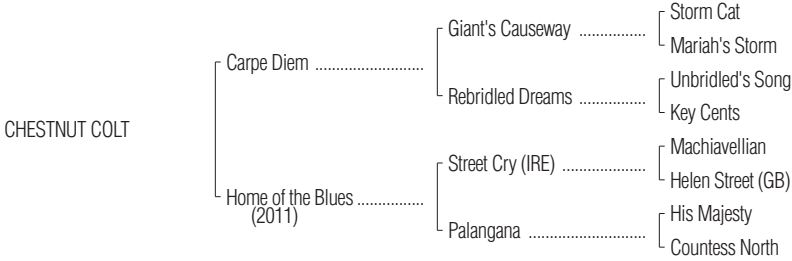 Storm Cat
Giant's Causeway ................
Mariah's Storm
Carpe Diem ..........................
Unbridled's Song
Rebridled Dreams ................
Key Cents
CHESTNUT COLT
Machiavellian
Street Cry (IRE) ....................
Helen Street (GB)
Home of the Blues ................
(2011)
His Majesty
Palangana ............................
Countess North